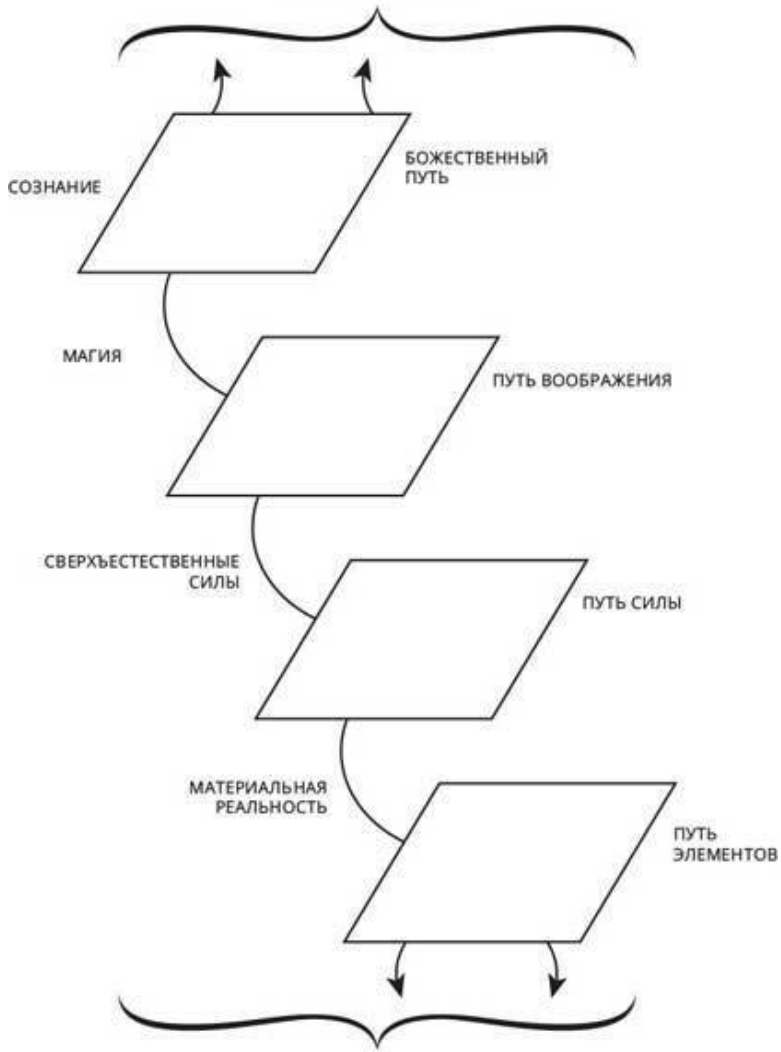 СОЗНАНИЕ
БОЖЕСТВЕННЫЙ
ПУТЬ
МАГИЯ
ПУТЬ ВООБРАЖЕНИЯ
СВЕРХЪЕСТЕСТВЕННЫЕ
СИЛЫ
ПУТЬ СИЛЫ
МАТЕРИАЛЬНАЯ
РЕАЛЬНОСТЬ
ПУТЬ
ЭЛЕМЕНТОВ